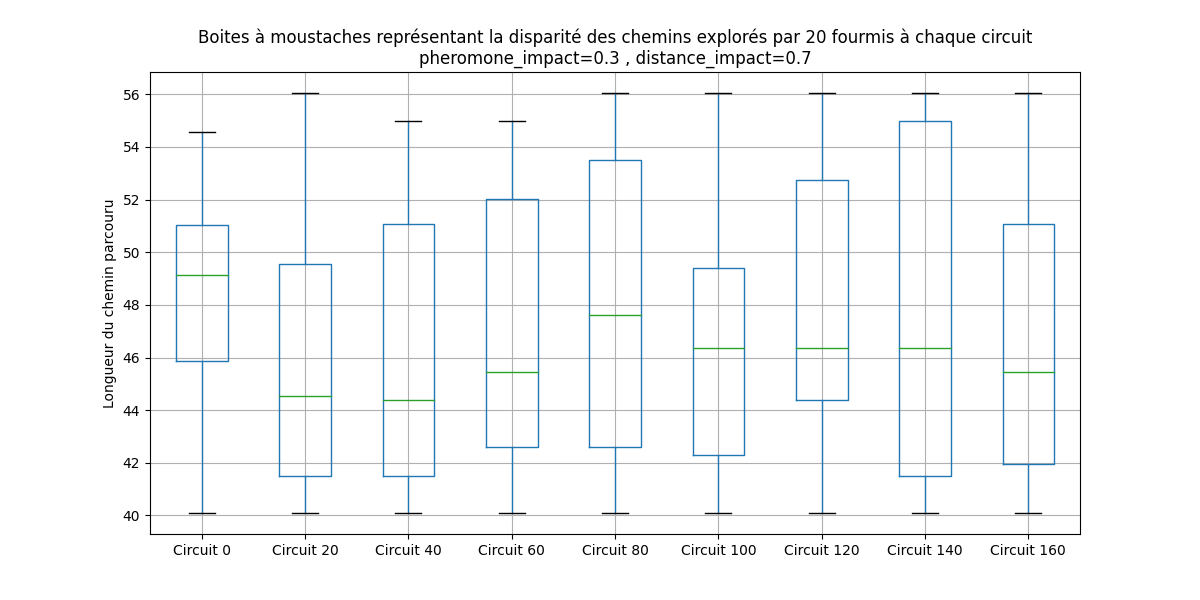 Boites à moustaches représentant la disparité des chemins explorés par 20 fourmis à chaque circuit
pheromone_impact=0.3 , distance_impact=0.7
Longueur du chemin parcouru
56
54
52
50
48
46
44
42
40
Circuit 0 Circuit 20 Circuit 40 Circuit 60 Circuit 80 Circuit 100 Circuit 120 Circuit 140 Circuit 160